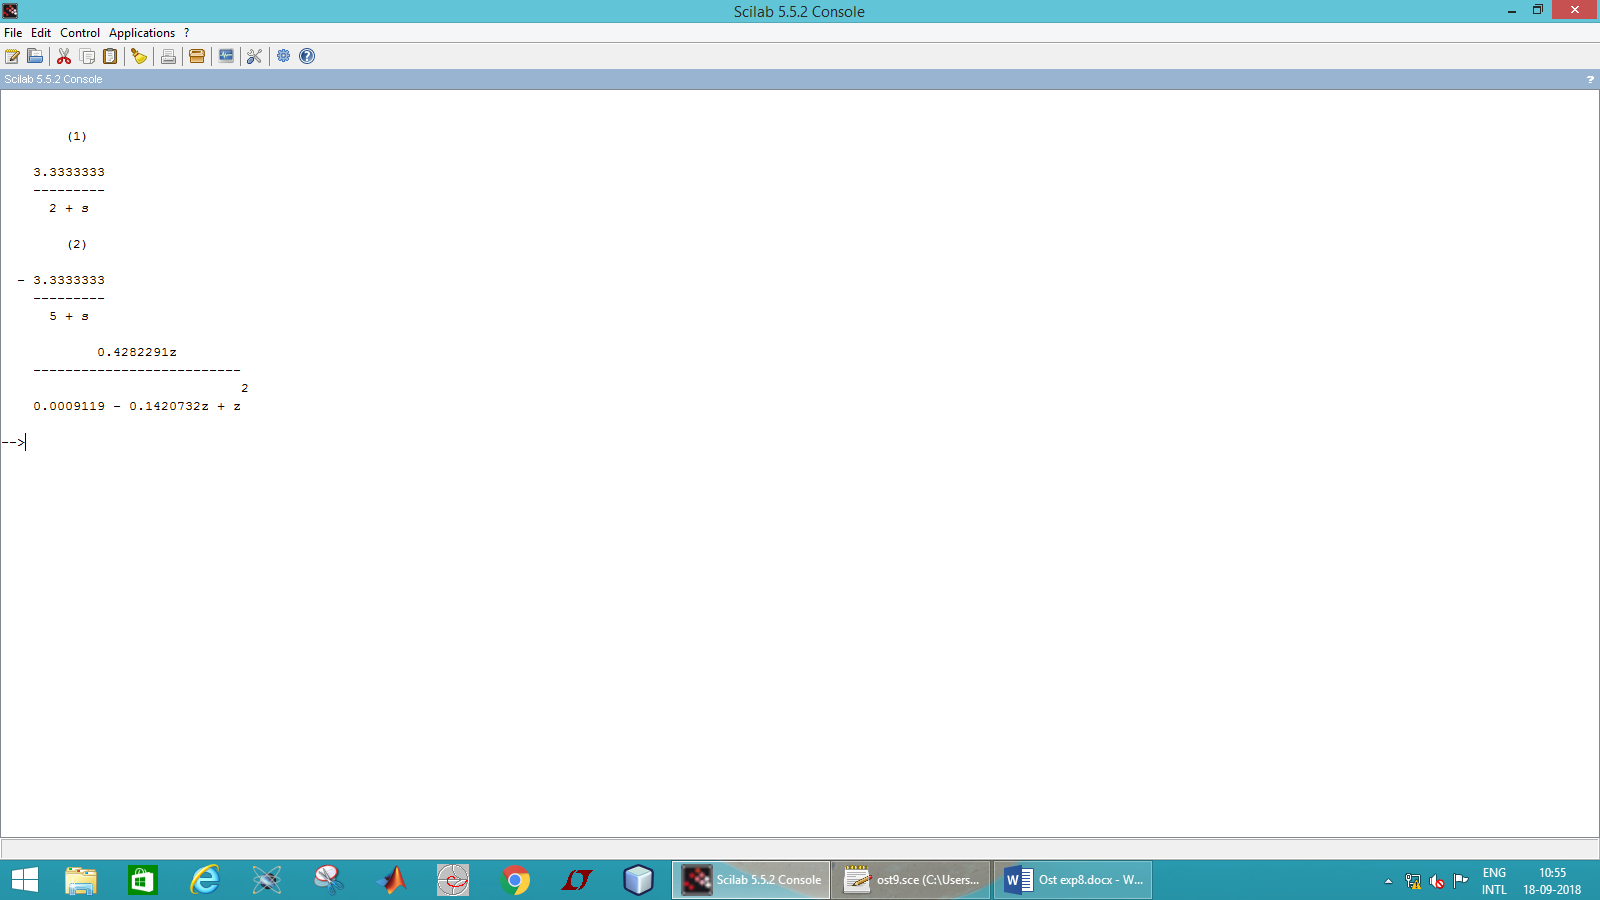 Scilab 5.5.2 Console
File Edit Control Applications ?
Scilab 5.5.2 Console ?
(1)
3.3333333
---------
2 + s
(2)
- 3.3333333
---------
5 + s
0.4282291z
--------------------------
2
0.0009119 - 0.1420732z + z
-->
Scilab 5.5.2 Console
ost9.sce (C:\Users...
Ost exp8.docx - W...
ENG
INTL
10:55
18-09-2018